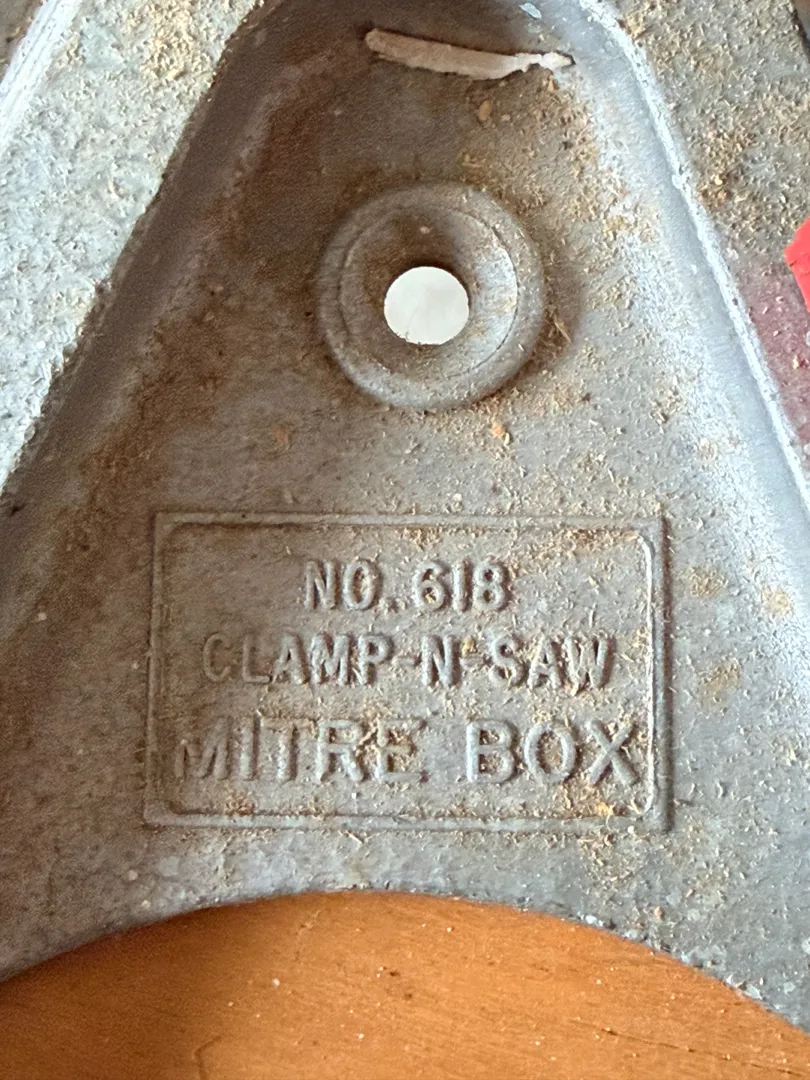 NO. 618
CLAMP-N-SAW
MITRE BOX